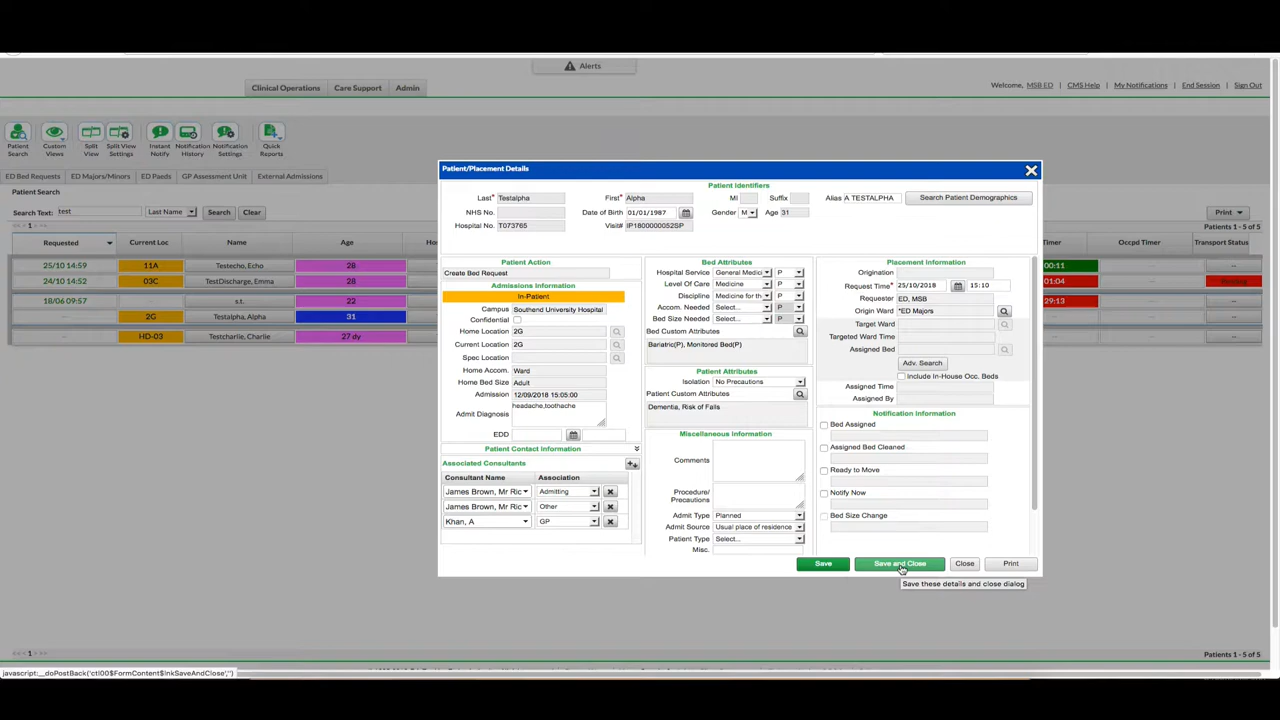 Alerts
Clinical Operations Care Support Admin
Welcome, MSB ED CMS Help My Notifications End Session Sign Out
Patient Search Custom Views Split View Split View Settings Instant Notify Notification History Notification Settings Quick Reports
ED Bed Requests ED Majors/Minors ED Paeds GP Assessment Unit External Admissions
Patient Search
Search Text: test Last Name Search Clear Print
<< < 1 > >> Patients 1 - 5 of 5
Requested Current Loc Name Age Timer Occpd Timer Transport Status
25/10 14:59 11A Testecho, Echo 28 00:11 --
24/10 14:52 03C TestDischarge, Emma 28 01:04 Pending
18/06 09:57 -- s.t. 22 29:13 --
-- 2G Testalpha, Alpha 31 --
-- HD-03 Testcharlie, Charlie 27 dy --
Patient/Placement Details
Patient Identifiers
Last* Testalpha First* Alpha MI Suffix Alias A TESTALPHA Search Patient Demographics
NHS No. Date of Birth 01/01/1987 Gender M Age 31
Hospital No. T073765 Visit# IP1800000052SP
Patient Action
Create Bed Request
Admissions Information
In-Patient
Campus Southend University Hospital
Confidential
Home Location 2G
Current Location 2G
Spec Location
Home Accom. Ward
Home Bed Size Adult
Admission 12/09/2018 15:05:00
Admit Diagnosis headache,toothache
EDD
Patient Contact Information
Associated Consultants
Consultant Name Association
James Brown, Mr Ric Admitting
James Brown, Mr Ric Other
Khan, A GP
Bed Attributes
Hospital Service General Medic P
Level Of Care Medicine P
Discipline Medicine for th P
Accom. Needed Select... P
Bed Size Needed Select... P
Bed Custom Attributes
Bariatric(P), Monitored Bed(P)
Patient Attributes
Isolation No Precautions
Patient Custom Attributes
Dementia, Risk of Falls
Miscellaneous Information
Comments
Procedure/
Precautions
Admit Type Planned
Admit Source Usual place of residence
Patient Type Select...
Misc.
Placement Information
Origination
Request Time* 25/10/2018 15:10
Requester ED, MSB
Origin Ward *ED Majors
Target Ward
Targeted Ward Time
Assigned Bed
Adv. Search
Include In-House Occ. Beds
Assigned Time
Assigned By
Notification Information
Bed Assigned
Assigned Bed Cleaned
Ready to Move
Notify Now
Bed Size Change
Save Save and Close Close Print
Save these details and close dialog
<< < 1 > >> Patients 1 - 5 of 5
javascript:__doPostBack('ctl00$FormContent$lnkSaveAndClose','')